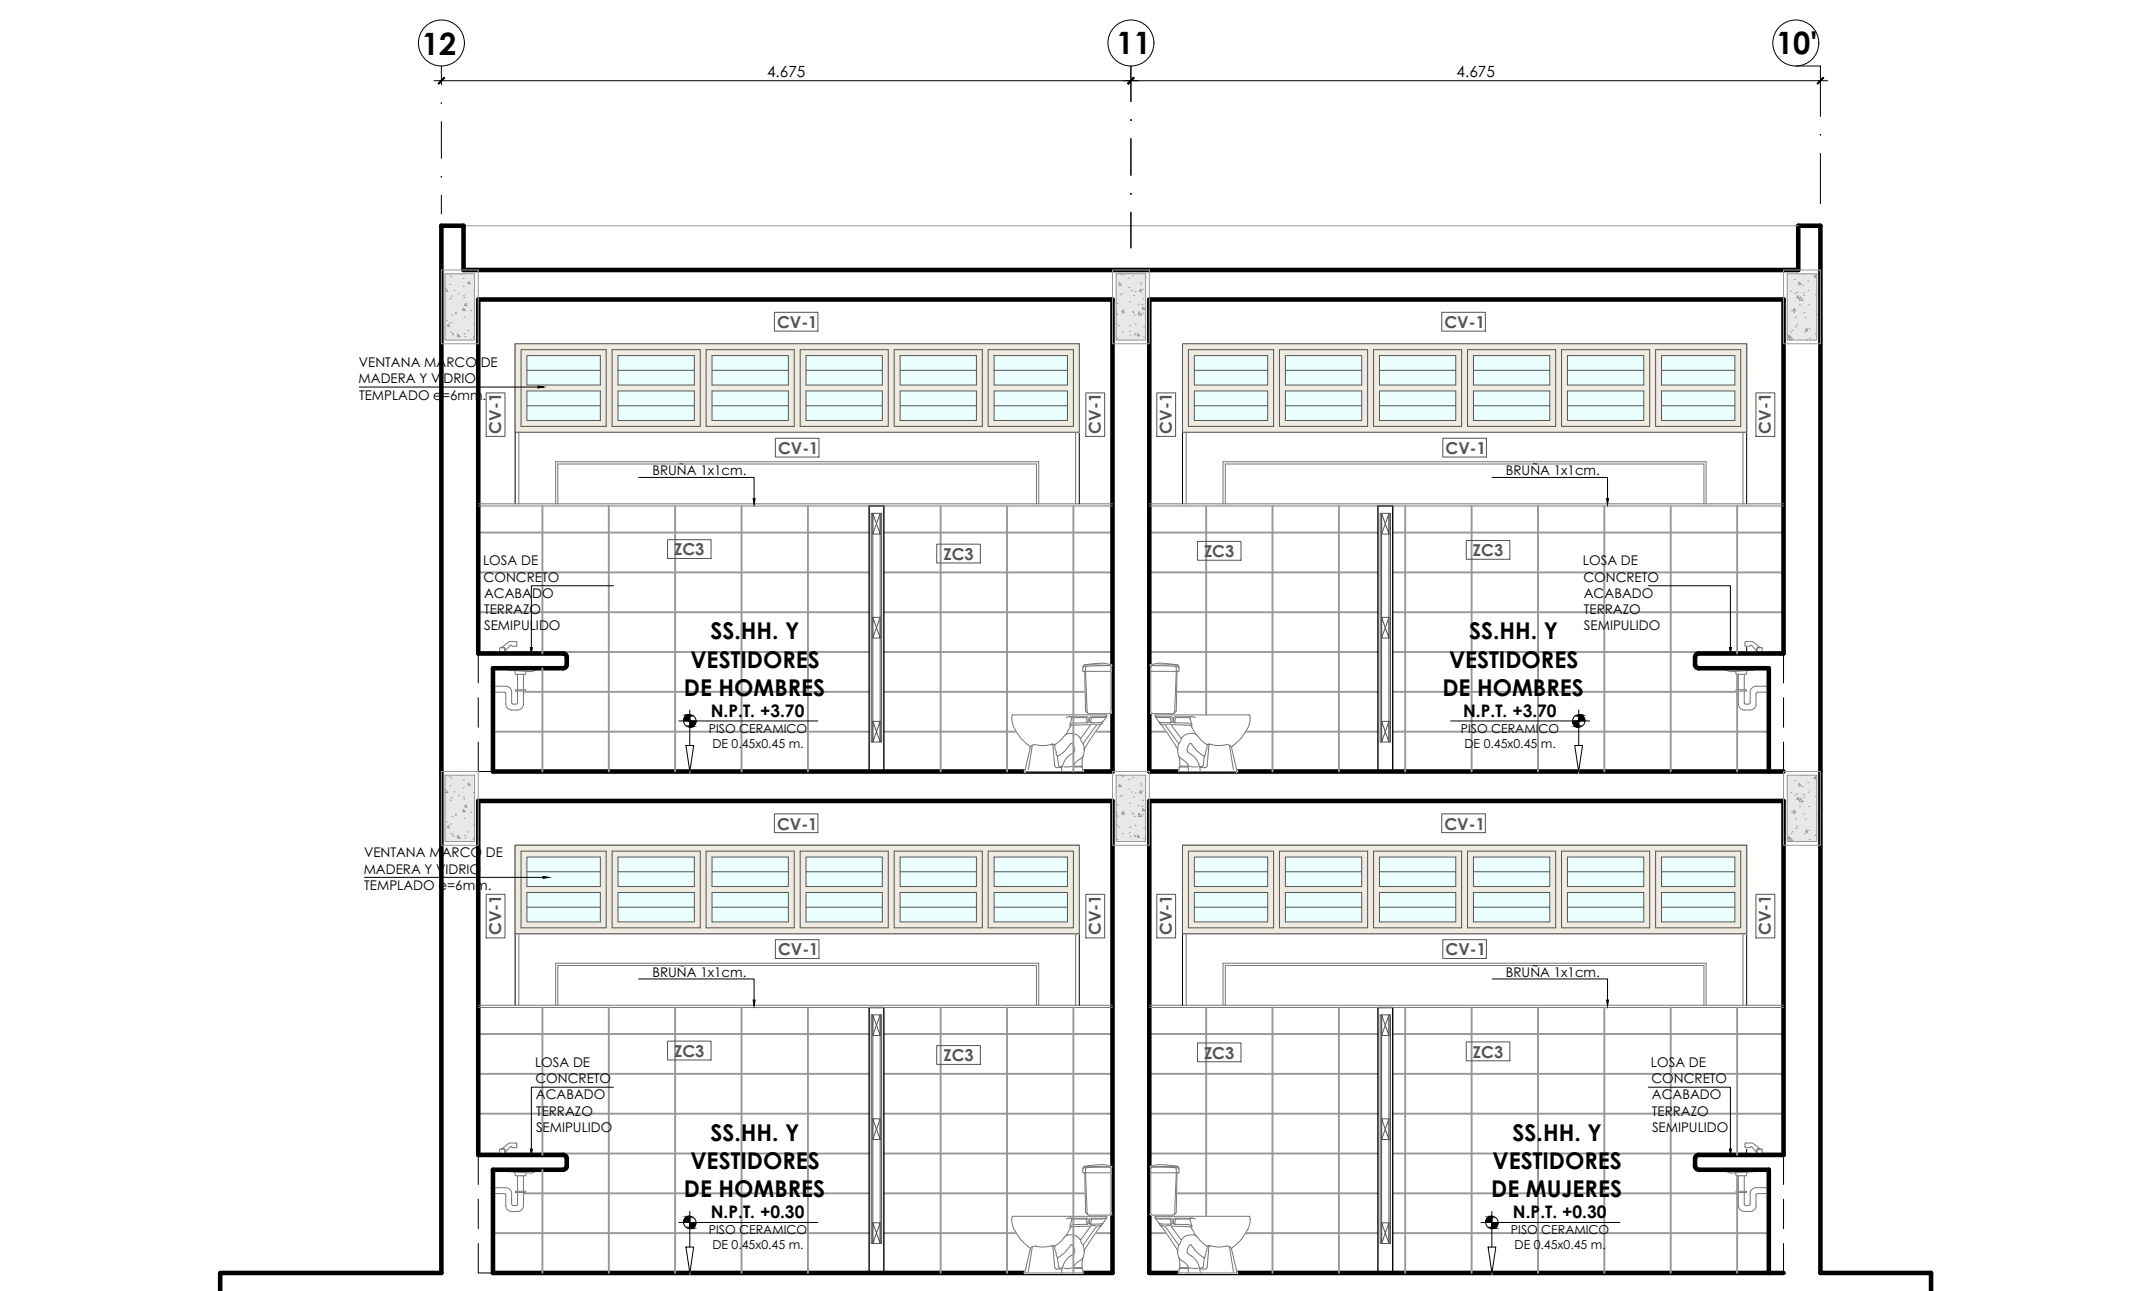 12
11
10'
4.675
4.675
CV-1
CV-1
VENTANA MARCO DE
MADERA Y VIDRIO
TEMPLADO e=6mm.
CV-1
CV-1
CV-1
CV-1
CV-1
CV-1
BRUÑA 1x1cm.
BRUÑA 1x1cm.
ZC3
ZC3
ZC3
ZC3
LOSA DE
CONCRETO
ACABADO
TERRAZO
SEMIPULIDO
LOSA DE
CONCRETO
ACABADO
TERRAZO
SEMIPULIDO
SS.HH. Y
VESTIDORES
DE HOMBRES
N.P.T. +3.70
PISO CERAMICO
DE 0.45x0.45 m.
SS.HH. Y
VESTIDORES
DE HOMBRES
N.P.T. +3.70
PISO CERAMICO
DE 0.45x0.45 m.
CV-1
CV-1
VENTANA MARCO DE
MADERA Y VIDRIO
TEMPLADO e=6mm.
CV-1
CV-1
CV-1
CV-1
CV-1
CV-1
BRUÑA 1x1cm.
BRUÑA 1x1cm.
ZC3
ZC3
ZC3
ZC3
LOSA DE
CONCRETO
ACABADO
TERRAZO
SEMIPULIDO
LOSA DE
CONCRETO
ACABADO
TERRAZO
SEMIPULIDO
SS.HH. Y
VESTIDORES
DE HOMBRES
N.P.T. +0.30
PISO CERAMICO
DE 0.45x0.45 m.
SS.HH. Y
VESTIDORES
DE MUJERES
N.P.T. +0.30
PISO CERAMICO
DE 0.45x0.45 m.